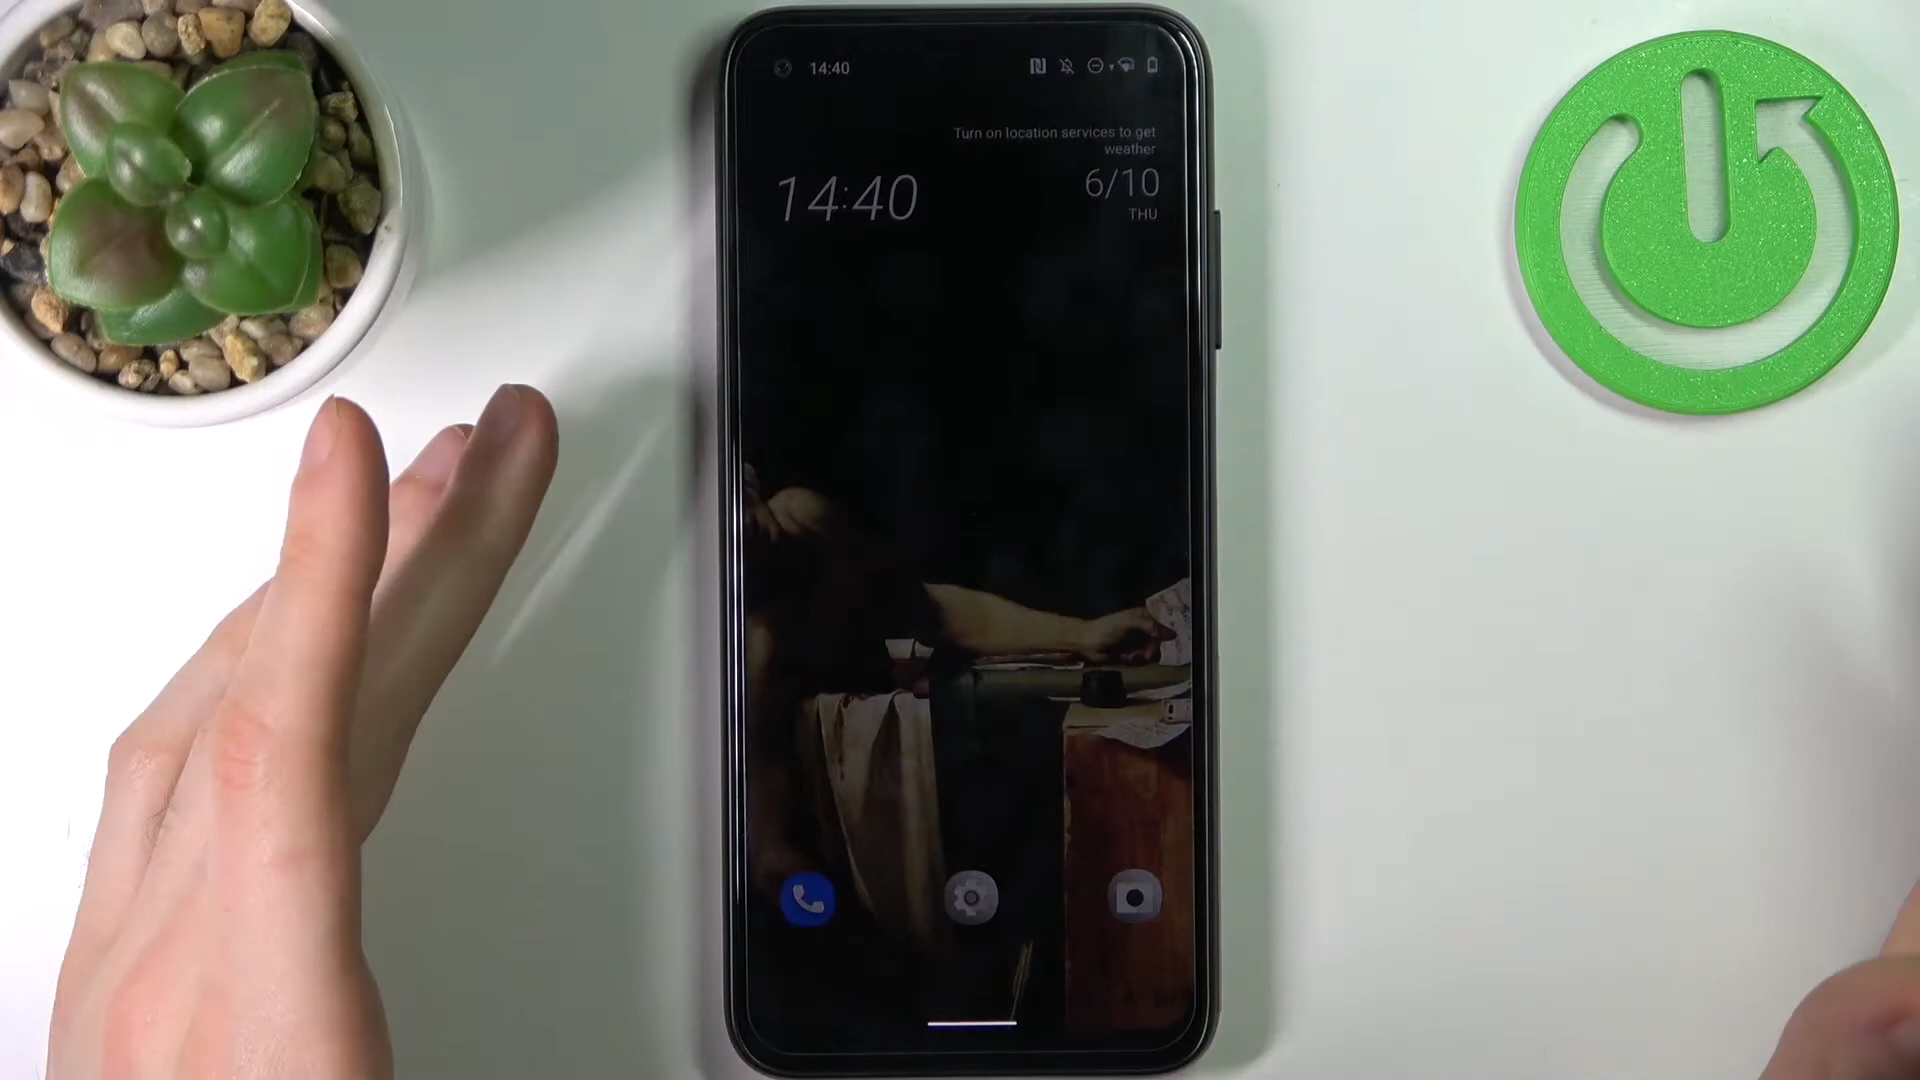 14:40
Turn on location services to get
weather
14:40
6/10
THU